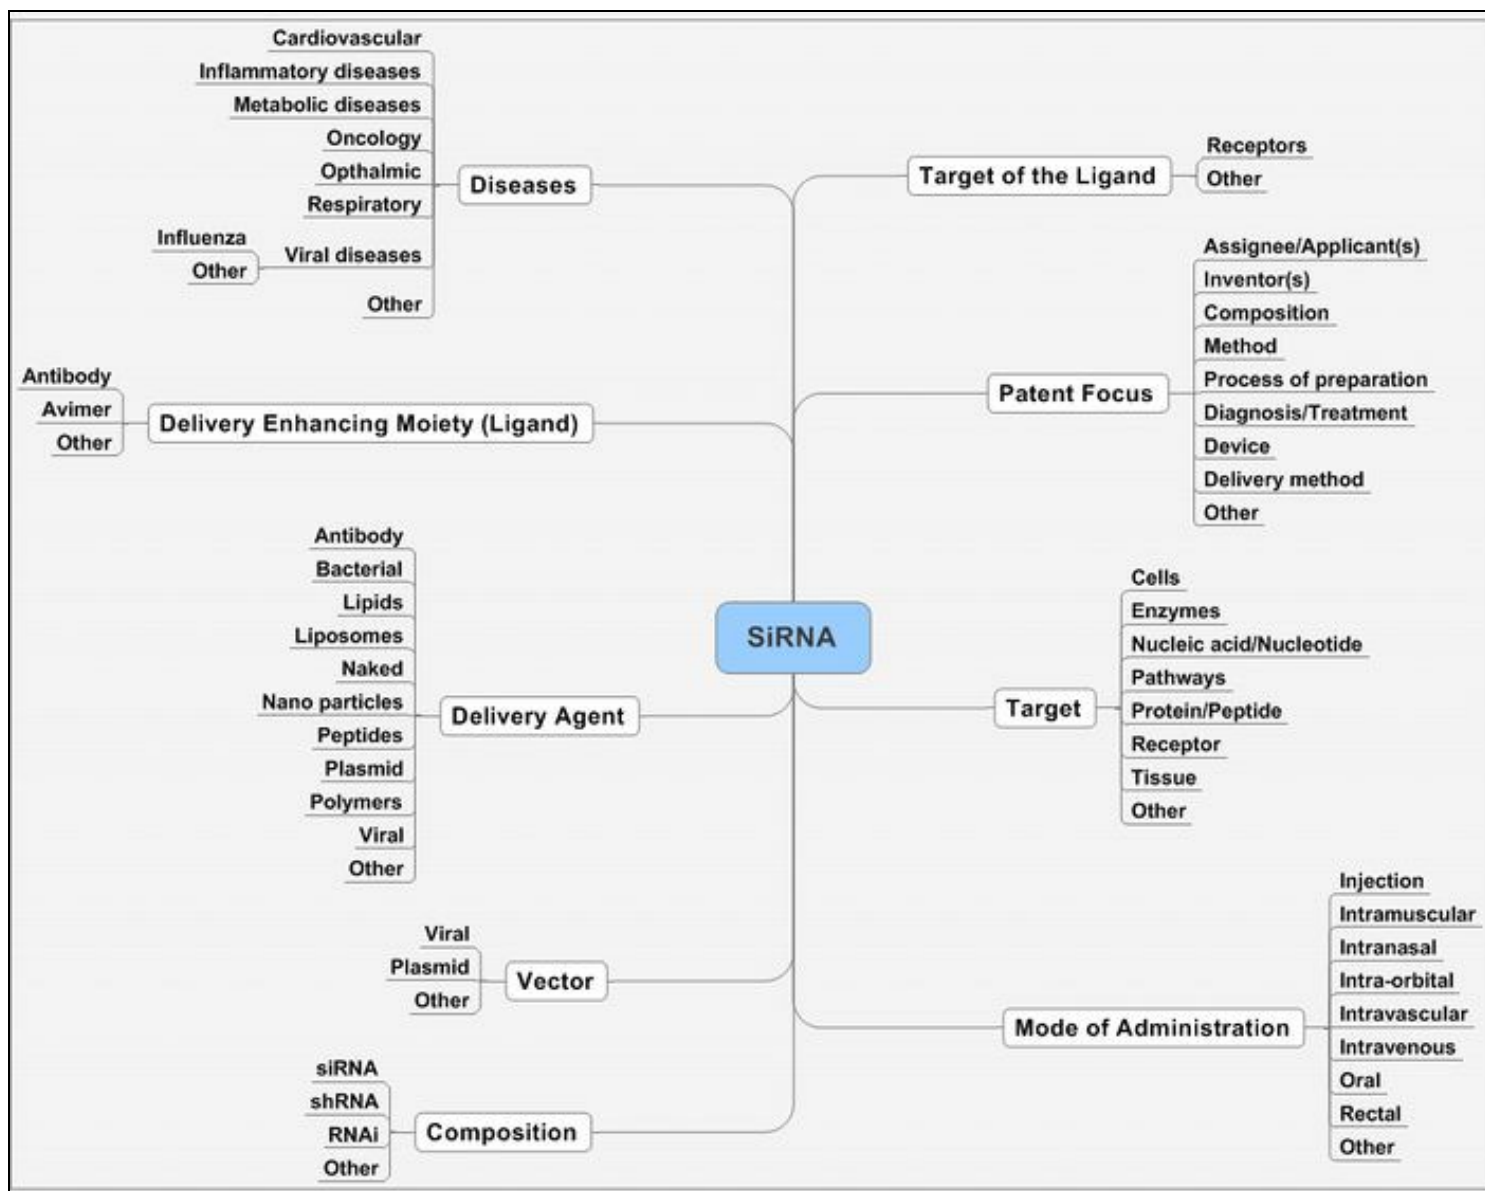 Cardiovascular
Inflammatory diseases
Metabolic diseases
Oncology
Opthalmic
Respiratory
Influenza
Other
Viral diseases
Other
Diseases
Antibody
Avimer
Other
Delivery Enhancing Moiety (Ligand)
Antibody
Bacterial
Lipids
Liposomes
Naked
Nano particles
Peptides
Plasmid
Polymers
Viral
Other
Delivery Agent
Viral
Plasmid
Other
Vector
siRNA
shRNA
RNAi
Other
Composition
SiRNA
Target of the Ligand
Receptors
Other
Patent Focus
Assignee/Applicant(s)
Inventor(s)
Composition
Method
Process of preparation
Diagnosis/Treatment
Device
Delivery method
Other
Target
Cells
Enzymes
Nucleic acid/Nucleotide
Pathways
Protein/Peptide
Receptor
Tissue
Other
Mode of Administration
Injection
Intramuscular
Intranasal
Intra-orbital
Intravascular
Intravenous
Oral
Rectal
Other